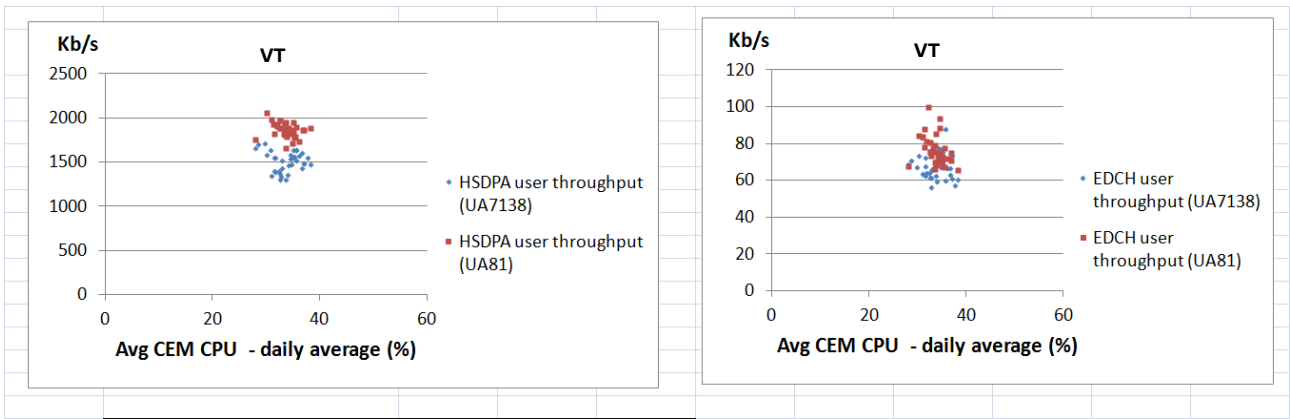 Kb/s
VT
2500
2000
1500
1000
500
0
0 20 40 60
Avg CEM CPU - daily average (%)
HSDPA user throughput
(UA7138)
HSDPA user throughput
(UA81)
Kb/s
VT
120
100
80
60
40
20
0
0 20 40 60
Avg CEM CPU - daily average (%)
EDCH user
throughput (UA7138)
EDCH user
throughput (UA81)